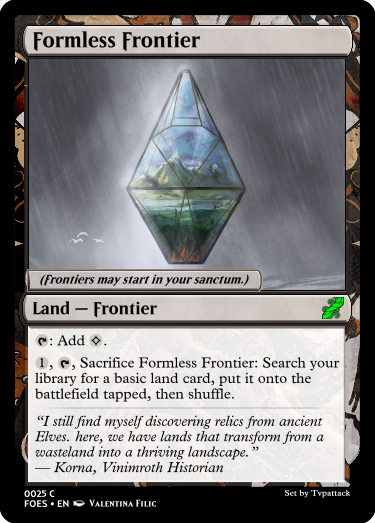 Formless Frontier
(Frontiers may start in your sanctum.)
Land — Frontier
: Add .
1, , Sacrifice Formless Frontier: Search your
library for a basic land card, put it onto the
battlefield tapped, then shuffle.
“I still find myself discovering relics from ancient
Elves. here, we have lands that transform from a
wasteland into a thriving landscape.”
— Korna, Vinimroth Historian
0025 C
FOES • EN Valentina Filic
Set by Tvpattack